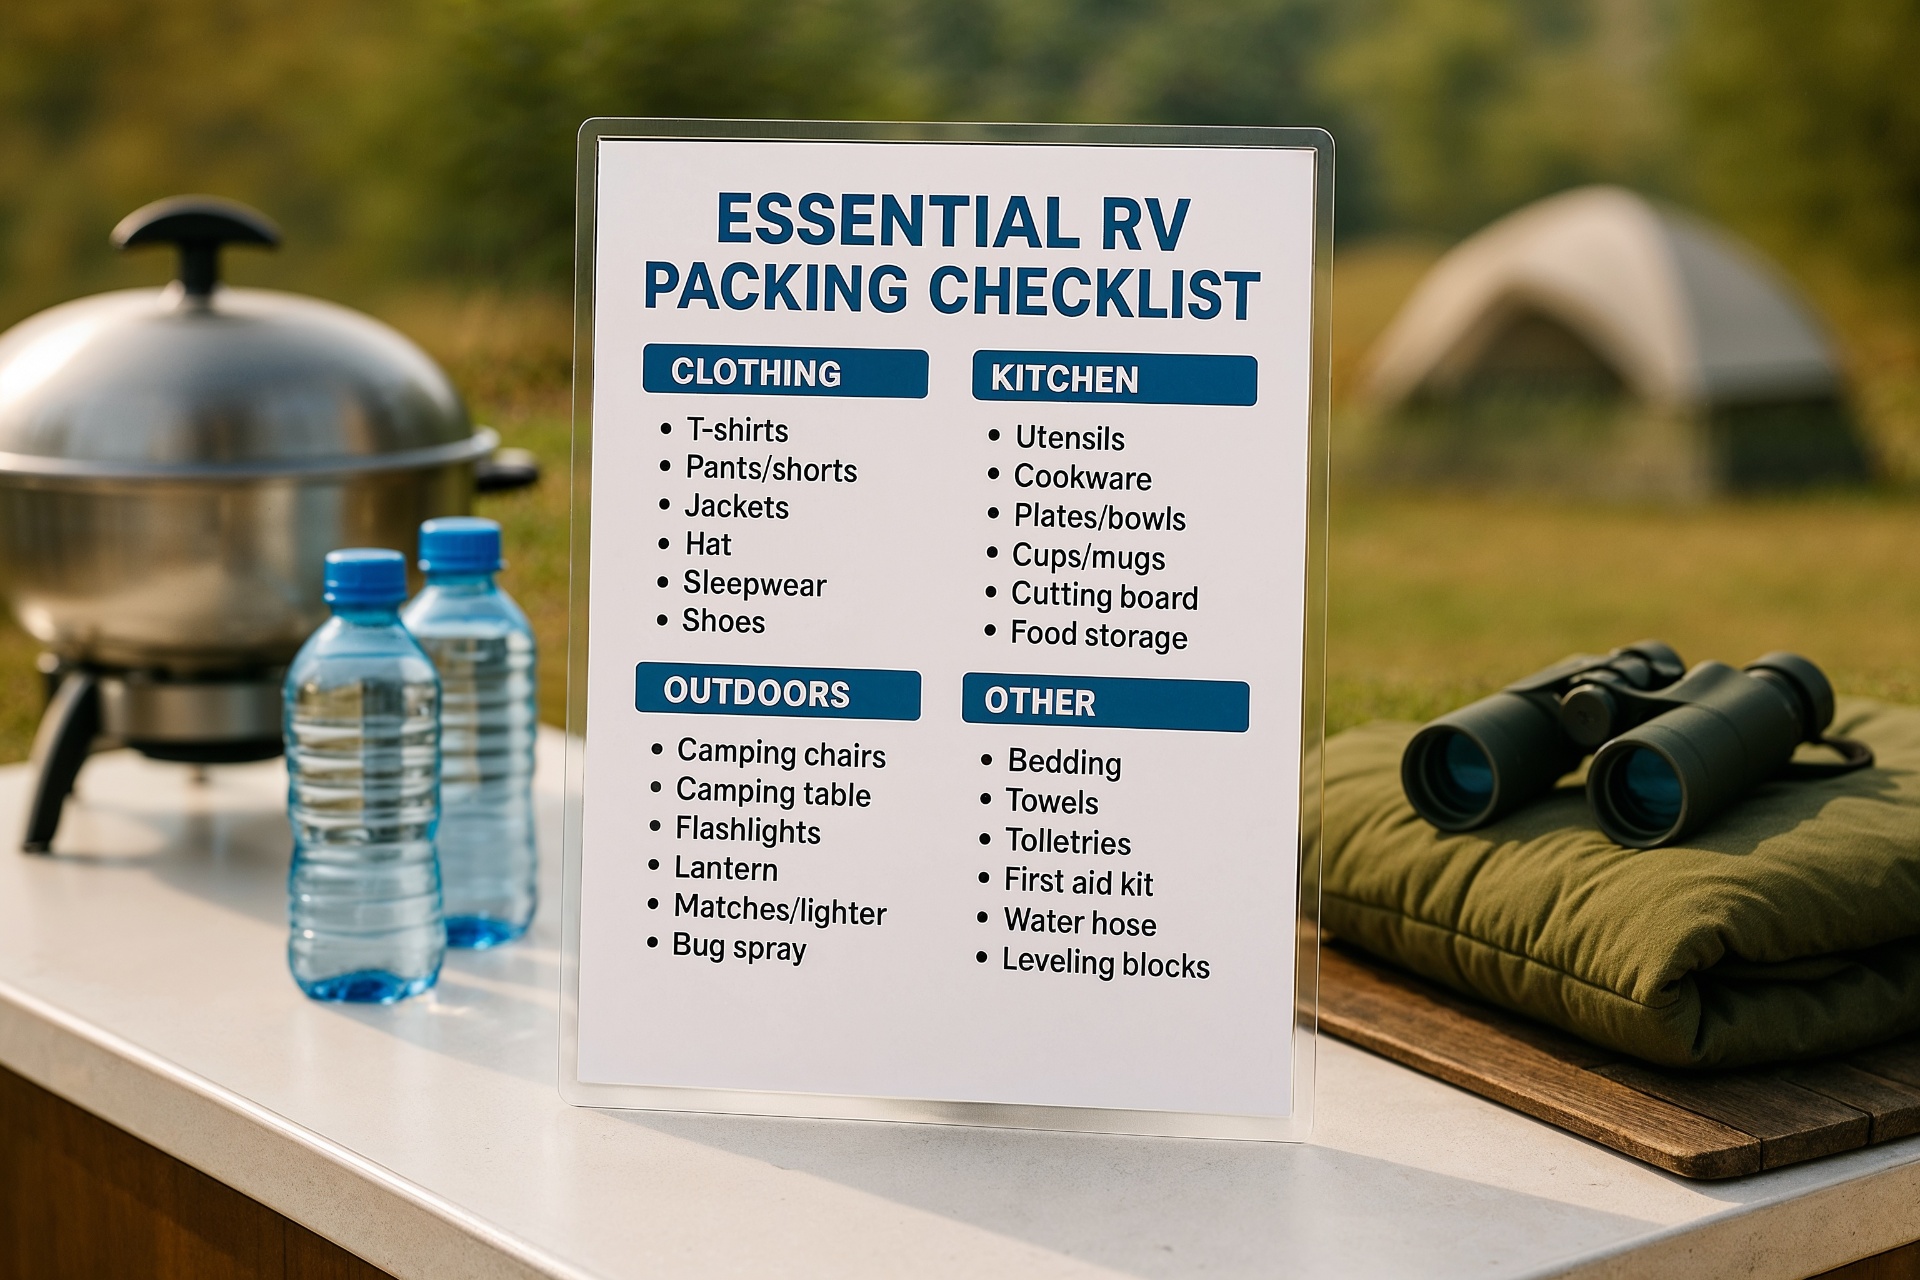 ESSENTIAL RV
PACKING CHECKLIST
CLOTHING
• T-shirts
• Pants/shorts
• Jackets
• Hat
• Sleepwear
• Shoes
KITCHEN
• Utensils
• Cookware
• Plates/bowls
• Cups/mugs
• Cutting board
• Food storage
OUTDOORS
• Camping chairs
• Camping table
• Flashlights
• Lantern
• Matches/lighter
• Bug spray
OTHER
• Bedding
• Towels
• Tolletries
• First aid kit
• Water hose
• Leveling blocks